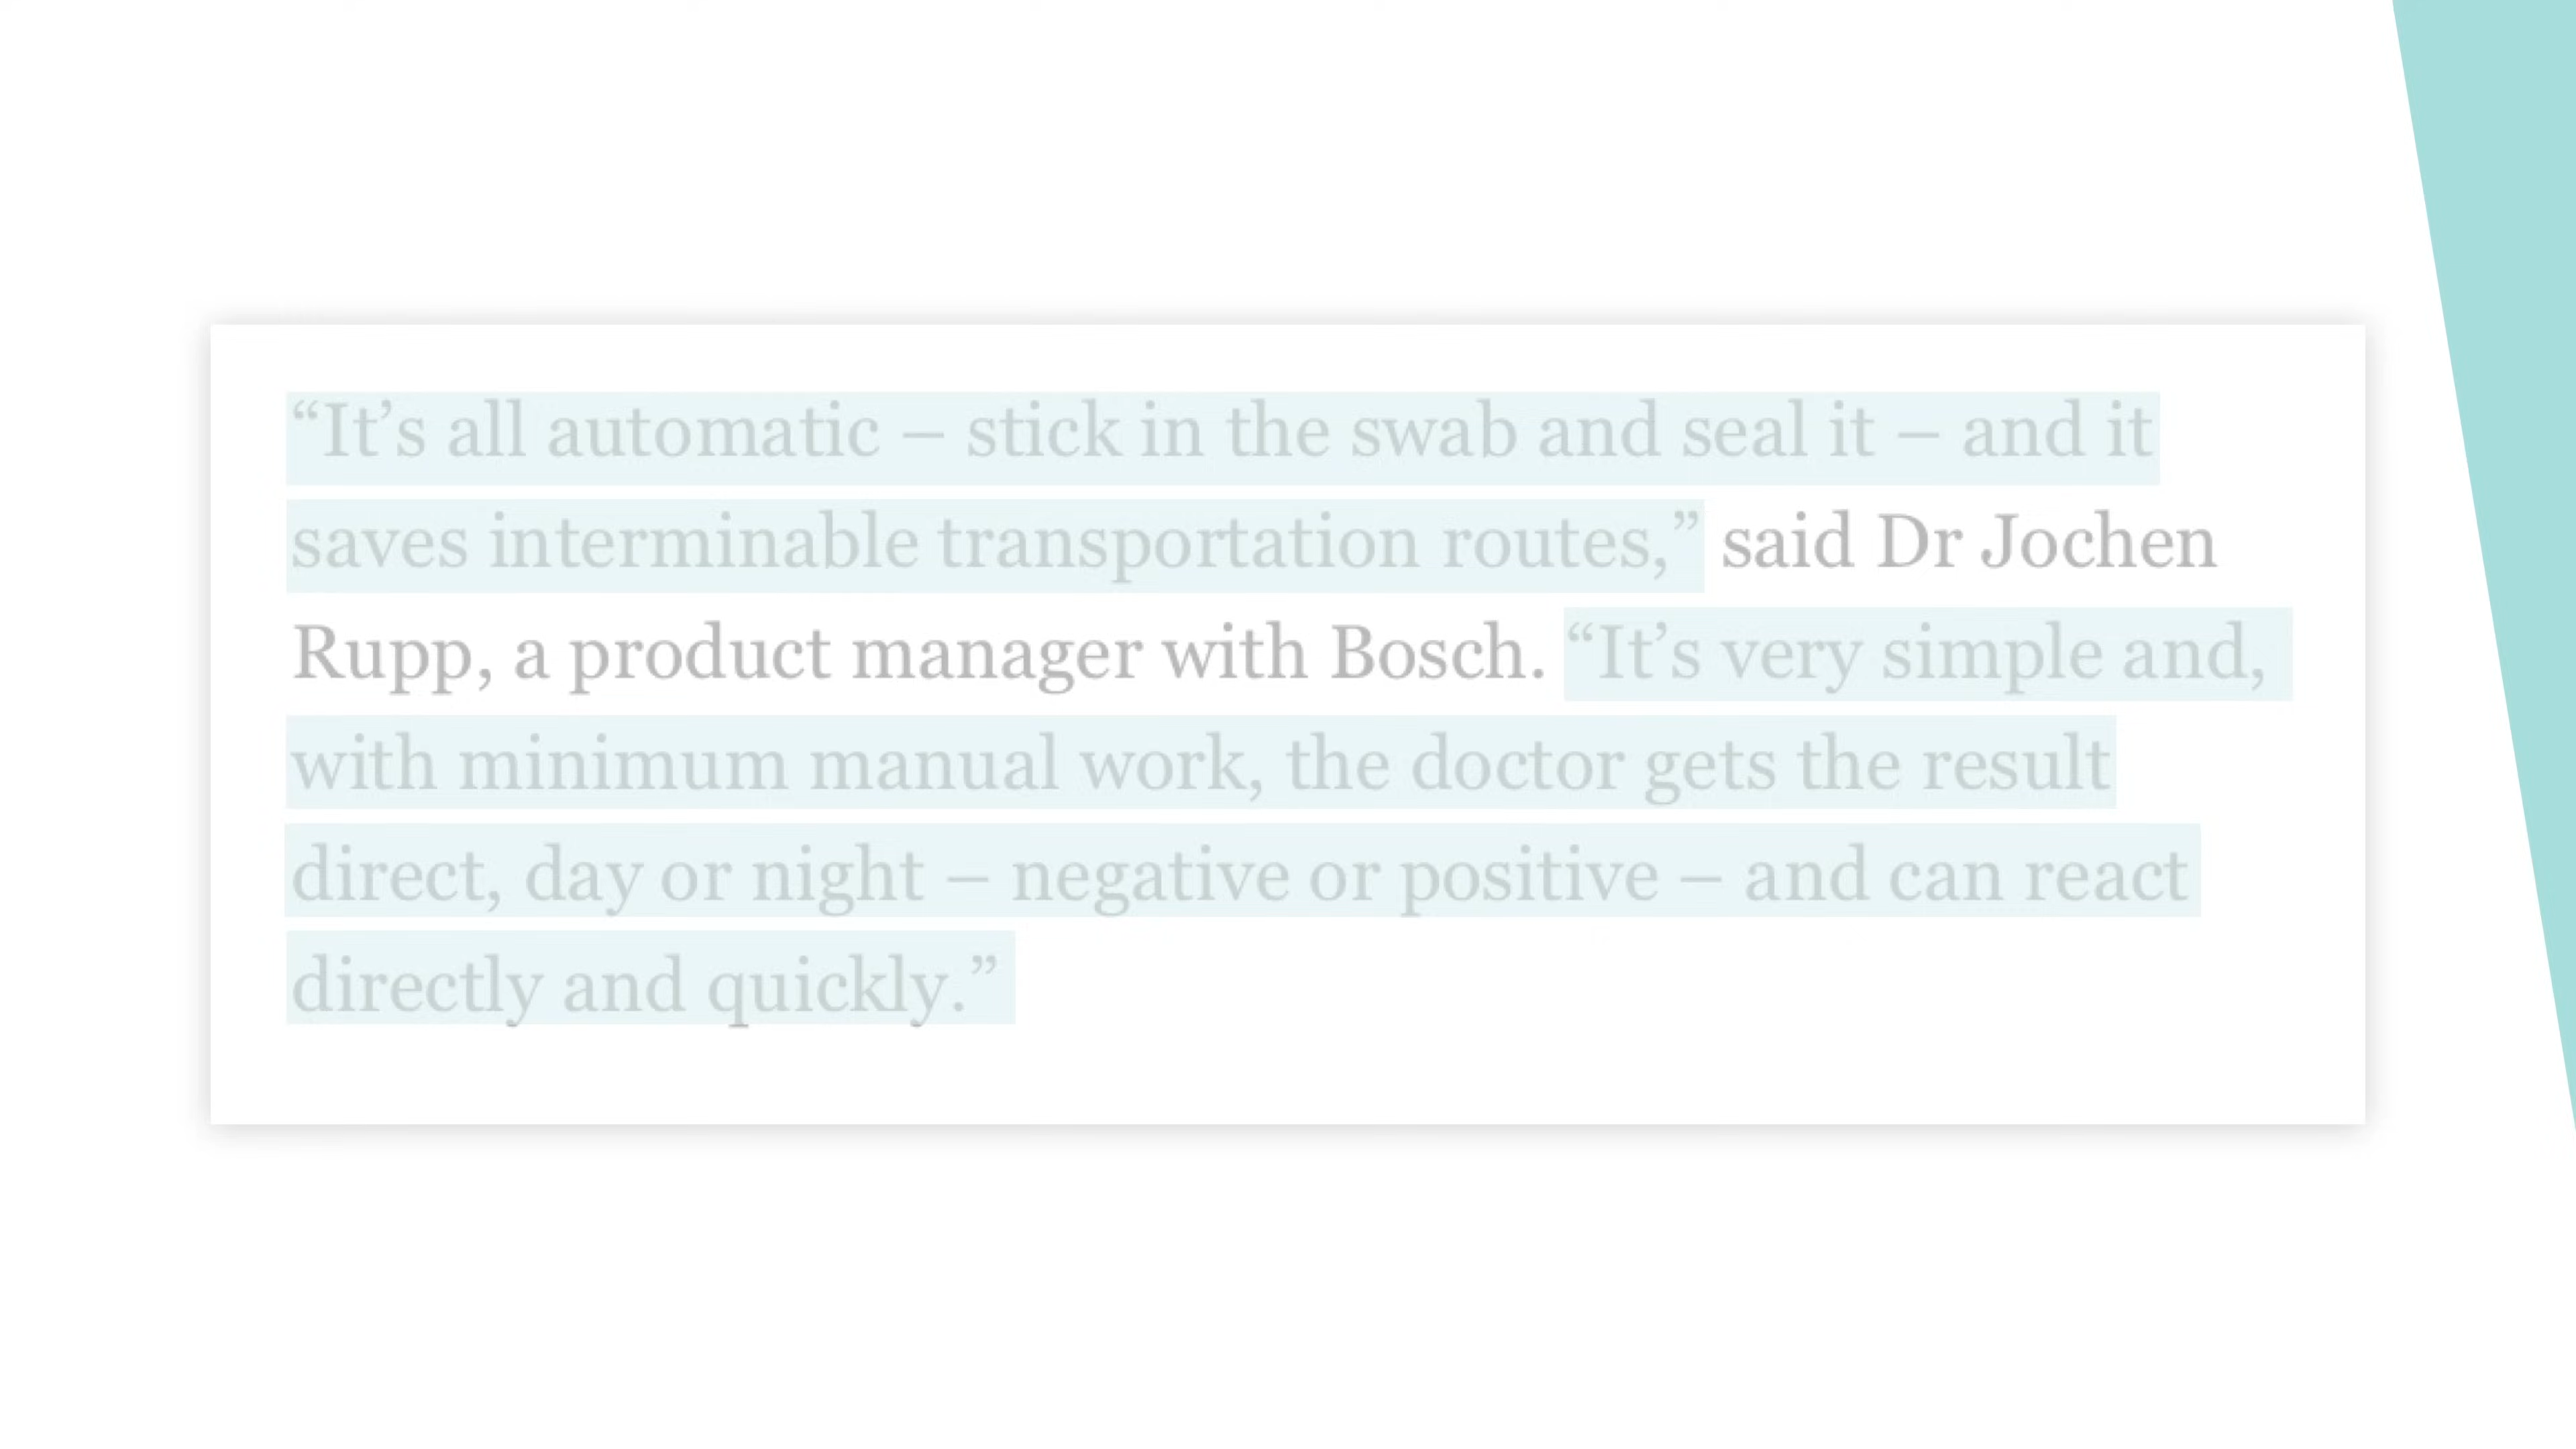 “It’s all automatic – stick in the swab and seal it – and it
saves interminable transportation routes,” said Dr Jochen
Rupp, a product manager with Bosch. “It’s very simple and,
with minimum manual work, the doctor gets the result
direct, day or night – negative or positive – and can react
directly and quickly.”